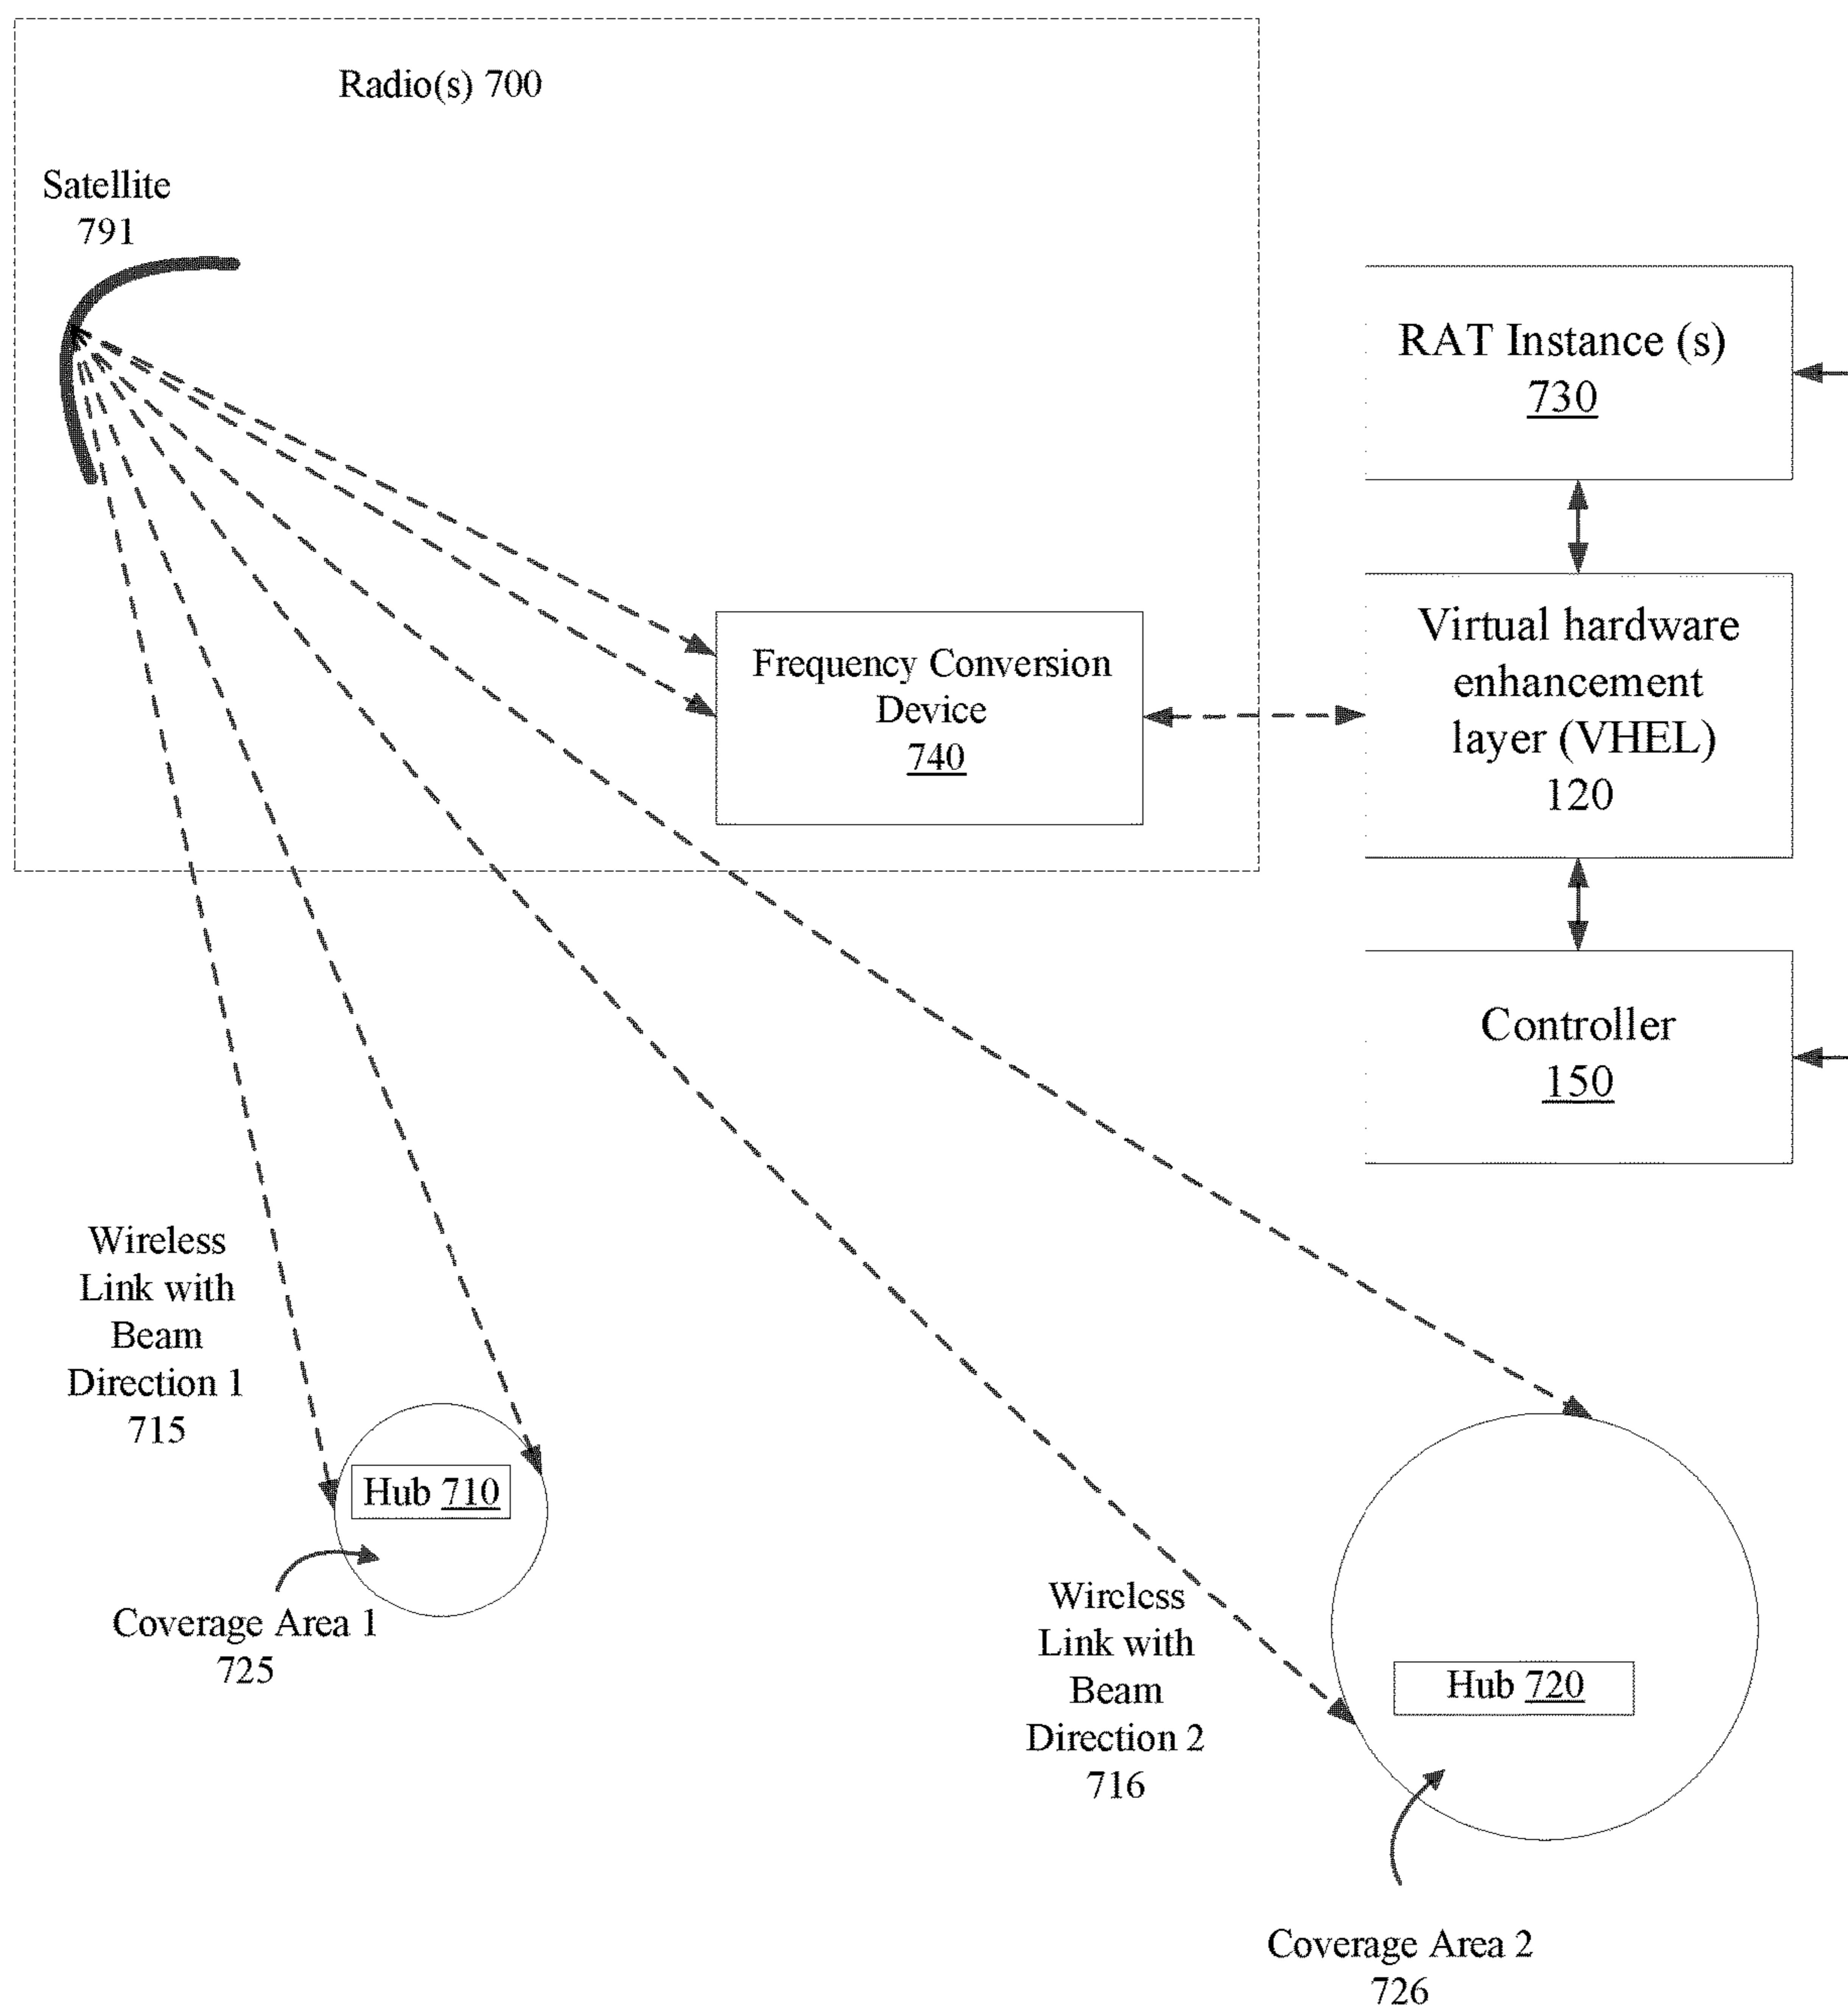 Radio(s) 700
Satellite
791
RAT Instance (s)
730
Frequency Conversion
Device
740
Virtual hardware
enhancement
layer (VHEL)
120
Controller
150
Wireless
Link with
Beam
Direction 1
715
Hub 710
Coverage Area 1
725
Wireless
Link with
Beam
Direction 2
716
Hub 720
Coverage Area 2
726